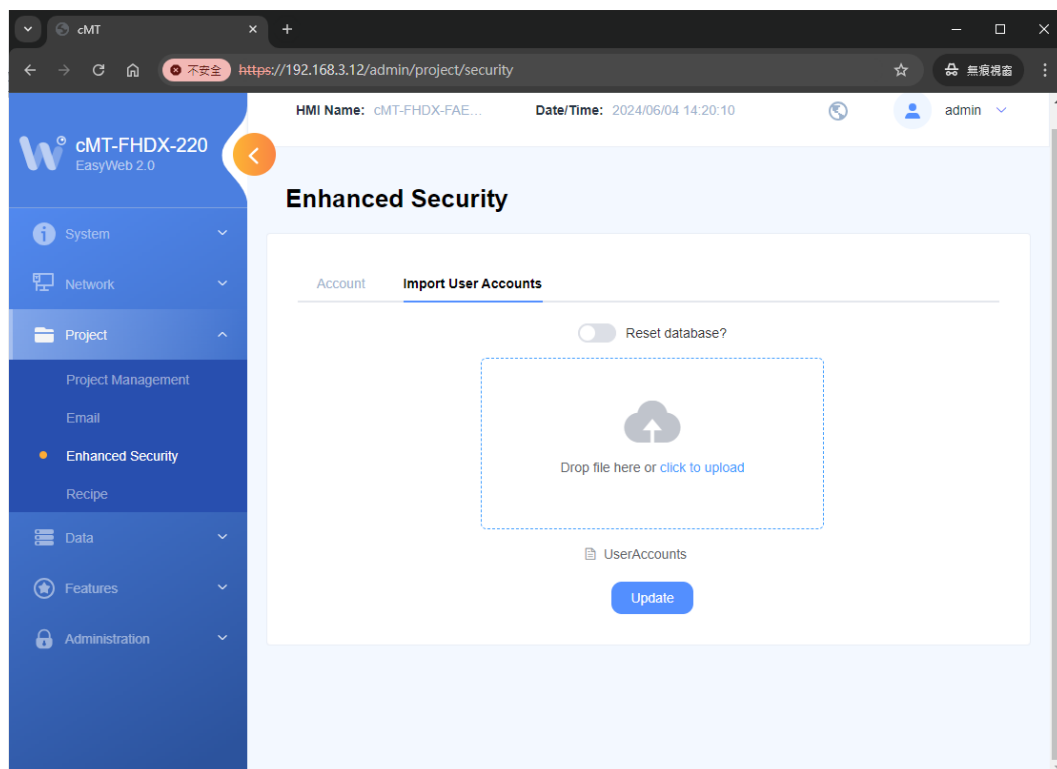 cMT
不安全 https://192.168.3.12/admin/project/security 無痕視窗
HMI Name: cMT-FHDX-FAE... Date/Time: 2024/06/04 14:20:10 admin
cMT-FHDX-220
EasyWeb 2.0
System
Network
Project
Project Management
Email
Enhanced Security
Recipe
Data
Features
Administration
Enhanced Security
Account Import User Accounts
Reset database?
Drop file here or click to upload
UserAccounts
Update